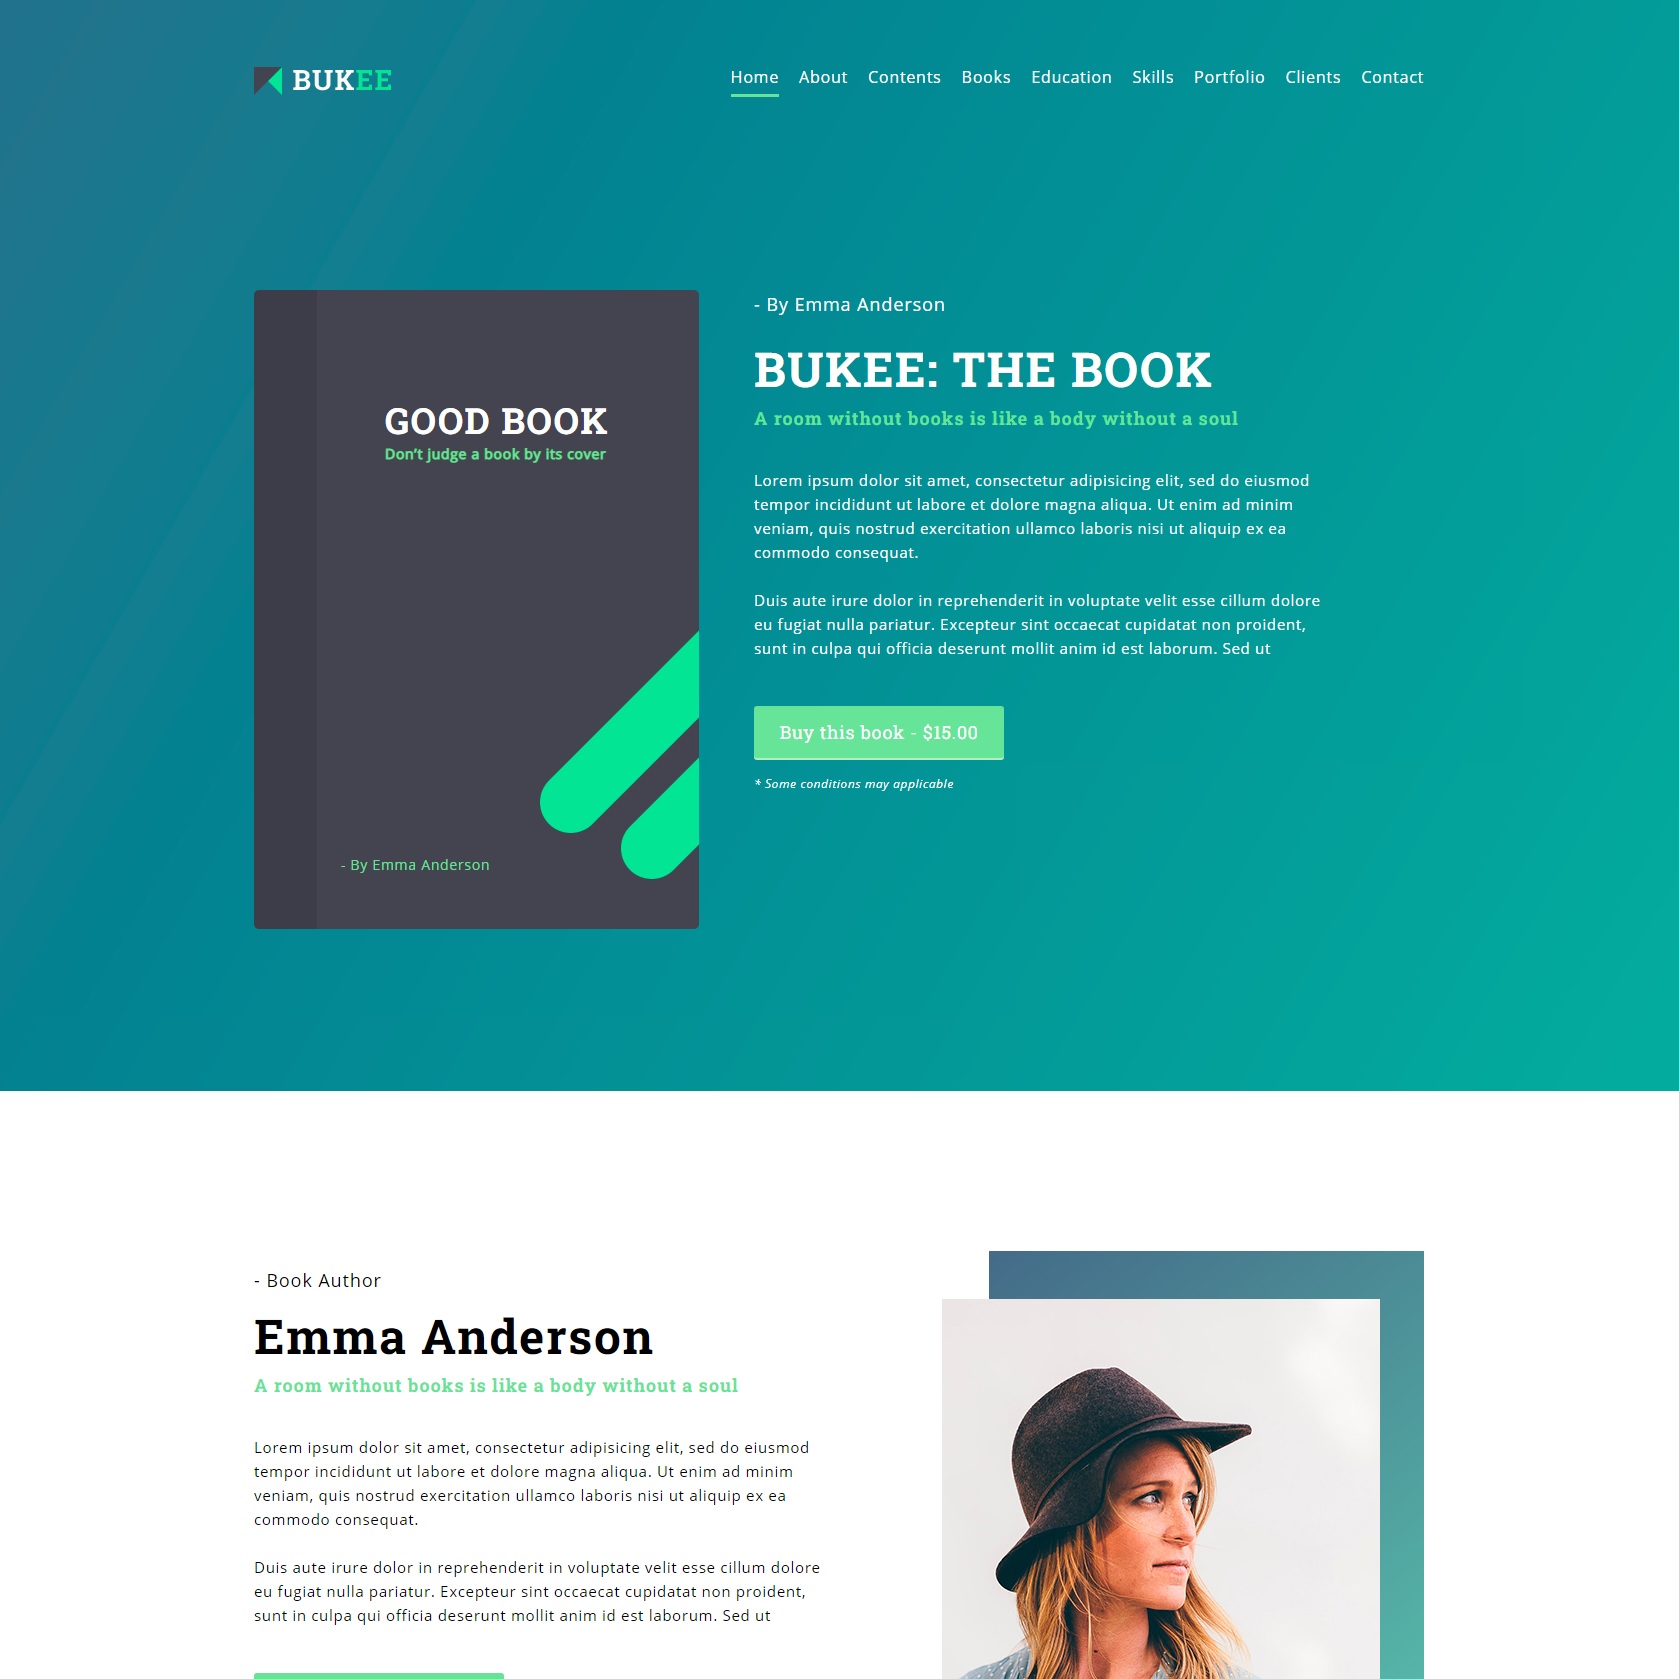 BUKEE
Home About Contents Books Education Skills Portfolio Clients Contact
GOOD BOOK
Don't judge a book by its cover
- By Emma Anderson
- By Emma Anderson
BUKEE: THE BOOK
A room without books is like a body without a soul
Lorem ipsum dolor sit amet, consectetur adipisicing elit, sed do eiusmod
tempor incididunt ut labore et dolore magna aliqua. Ut enim ad minim
veniam, quis nostrud exercitation ullamco laboris nisi ut aliquip ex ea
commodo consequat.
Duis aute irure dolor in reprehenderit in voluptate velit esse cillum dolore
eu fugiat nulla pariatur. Excepteur sint occaecat cupidatat non proident,
sunt in culpa qui officia deserunt mollit anim id est laborum. Sed ut
Buy this book - $15.00
* Some conditions may applicable
- Book Author
Emma Anderson
A room without books is like a body without a soul
Lorem ipsum dolor sit amet, consectetur adipisicing elit, sed do eiusmod
tempor incididunt ut labore et dolore magna aliqua. Ut enim ad minim
veniam, quis nostrud exercitation ullamco laboris nisi ut aliquip ex ea
commodo consequat.
Duis aute irure dolor in reprehenderit in voluptate velit esse cillum dolore
eu fugiat nulla pariatur. Excepteur sint occaecat cupidatat non proident,
sunt in culpa qui officia deserunt mollit anim id est laborum. Sed ut